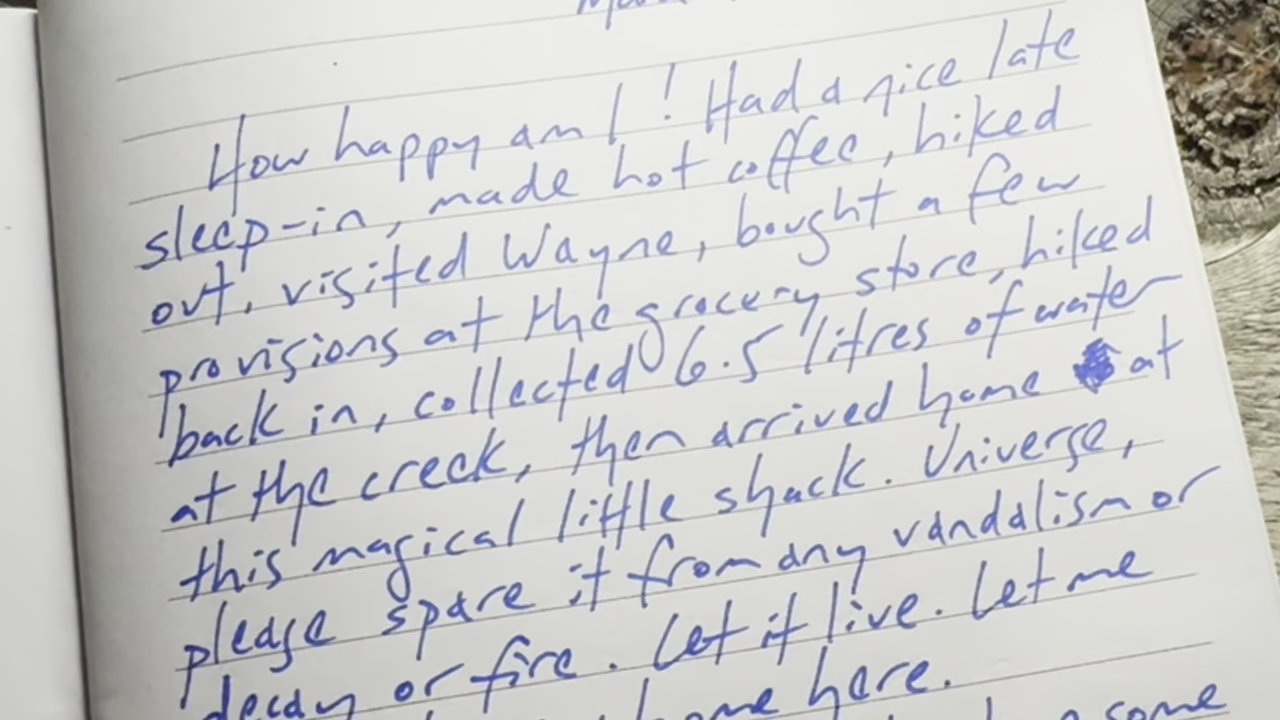 How happy am I! Had a nice late
sleep-in, made hot coffee, hiked
out, visited Wayne, bought a few
provisions at the grocery store, hiked
back in, collected 6.5 litres of water
at the creek, then arrived home at
this magical little shack. Universe,
please spare it from any vandalism or
decay or fire. Let it live. Let me
home here.
some